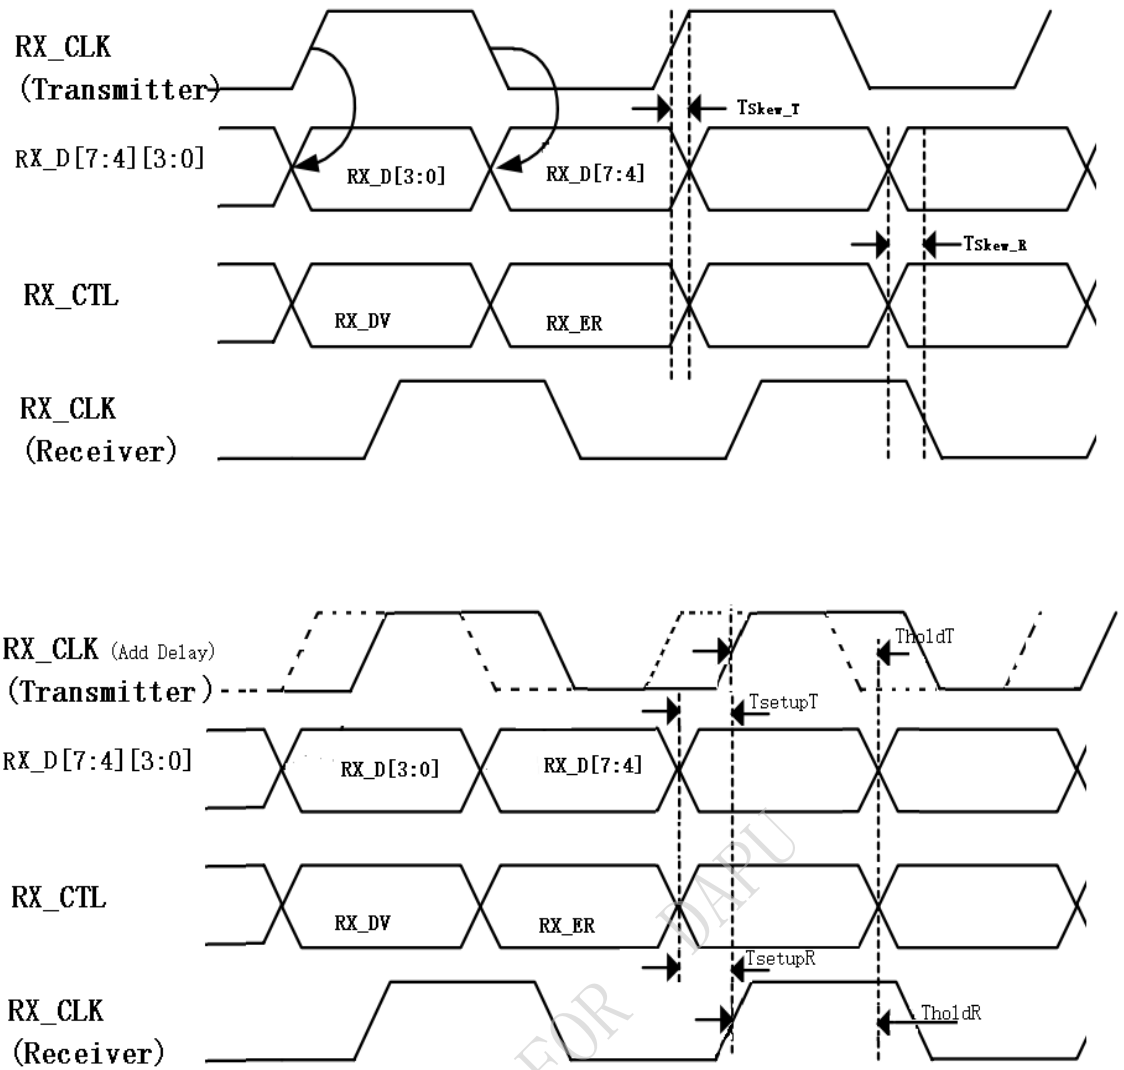 RX_CLK
(Transmitter)
TSkew_T
RX_D[7:4][3:0]
RX_D[3:0]
RX_D[7:4]
TSkew_R
RX_CTL
RX_DV
RX_ER
RX_CLK
(Receiver)
RX_CLK (Add Delay)
(Transmitter)
TholdT
TsetupT
RX_D[7:4][3:0]
RX_D[3:0]
RX_D[7:4]
RX_CTL
RX_DV
RX_ER
TsetupR
RX_CLK
(Receiver)
TholdR
FOR DAPU